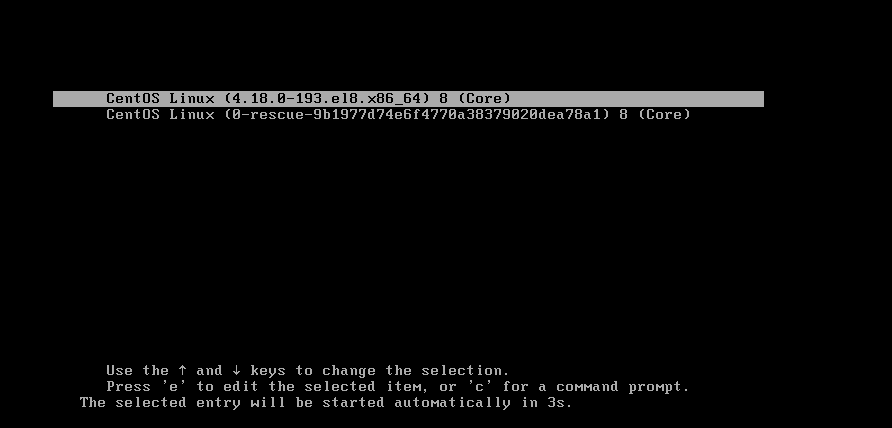 CentOS Linux (4.18.0-193.el8.x86_64) 8 (Core)
CentOS Linux (0-rescue-9b1977d74e6f4770a38379020dea78a1) 8 (Core)
Use the ↑ and ↓ keys to change the selection.
Press 'e' to edit the selected item, or 'c' for a command prompt.
The selected entry will be started automatically in 3s.